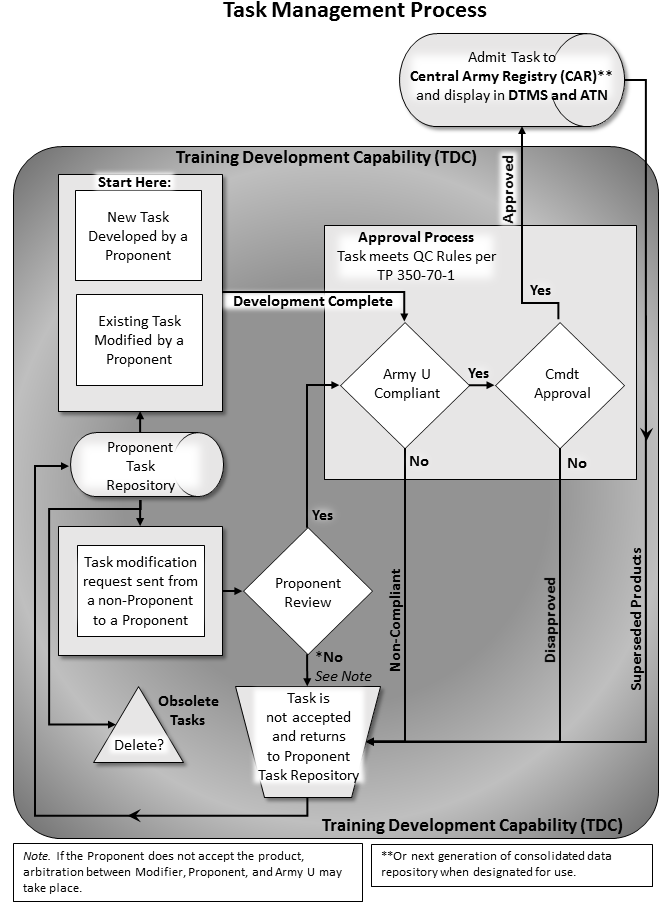 Task Management Process
Admit Task to
Central Army Registry (CAR)**
and display in DTMS and ATN
Training Development Capability (TDC)
Start Here:
New Task
Developed by a
Proponent
Existing Task
Modified by a
Proponent
Approved
Approval Process
Task meets QC Rules per
TP 350-70-1
Development Complete
Yes
Army U
Compliant
Yes
Cmdt
Approval
No
No
Proponent
Task
Repository
Task modification
request sent from
a non-Proponent
to a Proponent
Yes
Proponent
Review
*No
See Note
Non-Compliant
Disapproved
Superseded Products
Obsolete
Tasks
Delete?
Task is
not accepted
and returns
to Proponent
Task Repository
Training Development Capability (TDC)
Note. If the Proponent does not accept the product,
arbitration between Modifier, Proponent, and Army U may
take place.
**Or next generation of consolidated data
repository when designated for use.